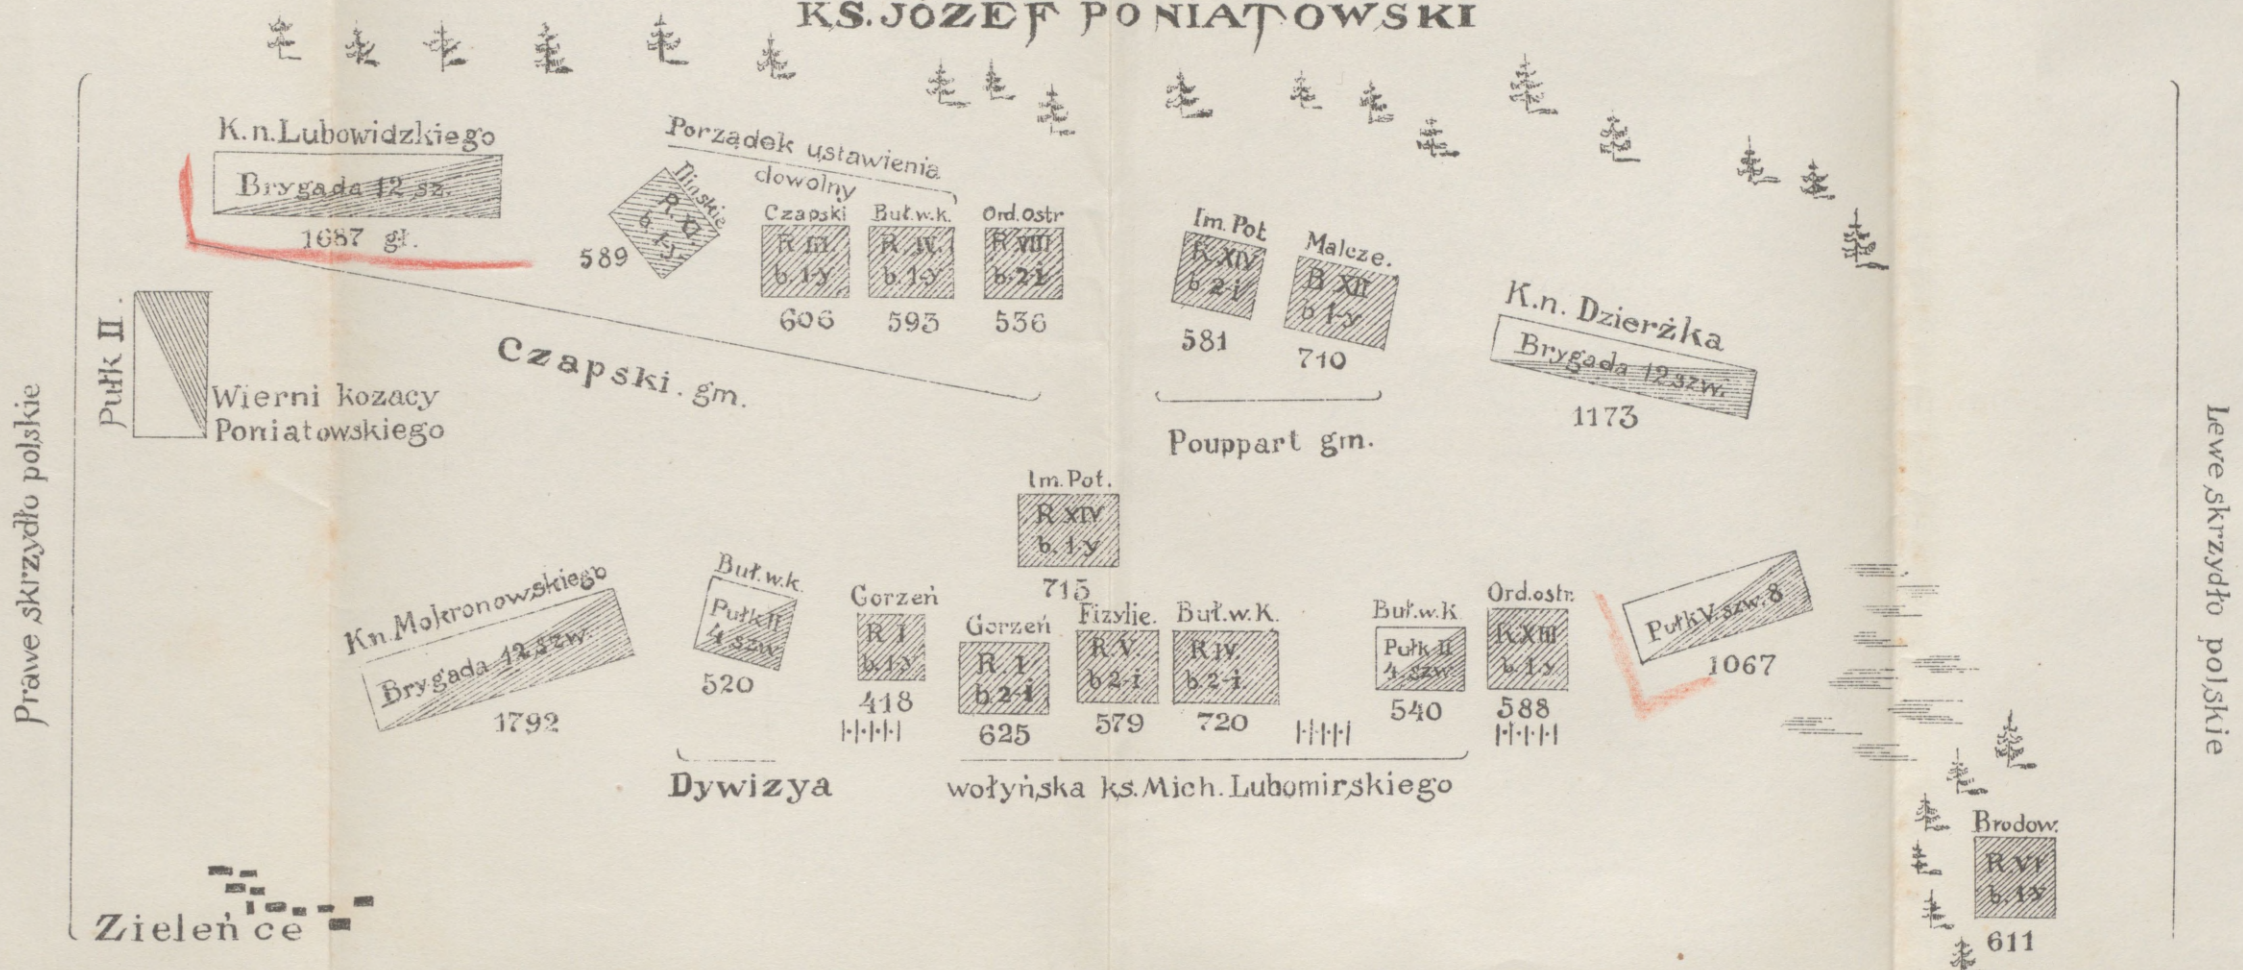 KS. JÓZEF PONIATOWSKI
K.n.Lubowidzkiego
Brygada 12 sz.
1687 gł.
Porządek ustawienia
dowolny
R.XI.
589
Czapski
R III.
b. 1-y
606
Buł.w.k.
R. IV.
b. 1-y
593
Ord.ostr
R VIII
b. 2-i
536
Im. Pot
R. XIV
b 2-i
581
Malcze.
R XII
b 1-y
710
K.n. Dzierżka
Brygada 12 szw.
1173
Czapski. gm.
Pouppart gm.
Pułk II.
Wierni kozacy
Poniatowskiego
Prawe skrzydło polskie
Lewe skrzydło polskie
Im. Pot.
R XIV
b. 1-y
715
Kn.Mokronowskiego
Brygada 12 szw.
1792
Buł.w.k.
Pułk II
4 szw
520
Gorzeń
R I
b. 1-y
418
Gorzeń
R. I
b 2-i
625
Fizylje.
R.V.
b 2-i
579
Buł.w.K.
R IV
b. 2-i
720
Buł.w.K
Pułk II
4. szw
540
Ord.ostr.
R XIII
b. 1-y
588
Pułk V. szw. 8
1067
Dywizya wołyńska ks. Mich. Lubomirskiego
Brodow.
R. VI
b. 1-y
611
Zieleńce